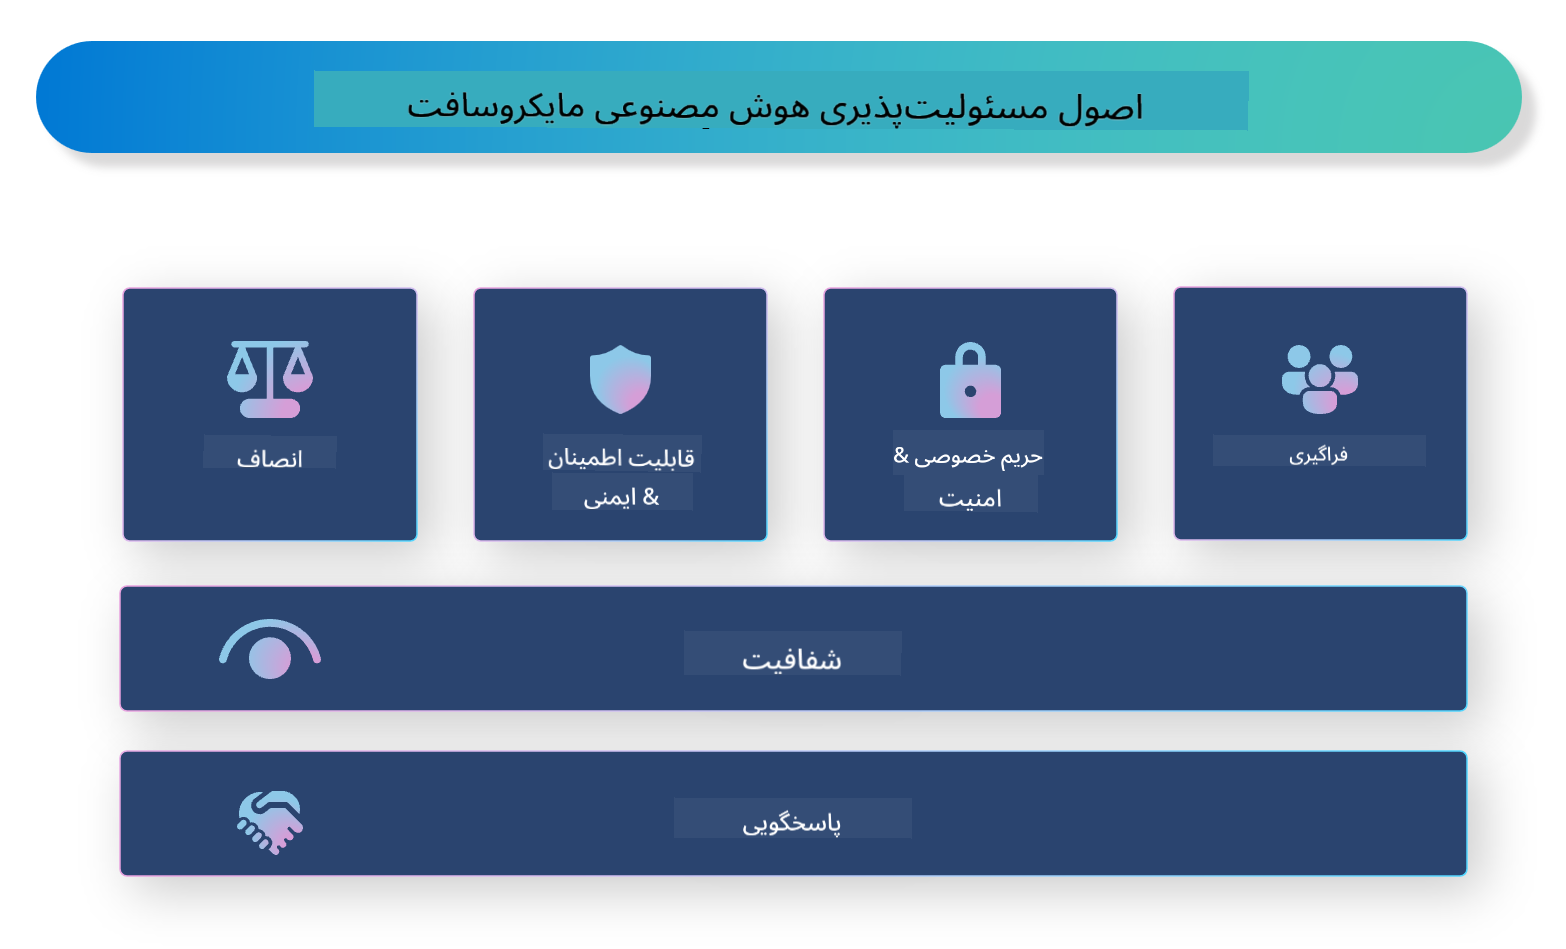 اصول مسئولیت‌پذیری هوش مصنوعی مایکروسافت
انصاف
قابلیت اطمینان
& ایمنی
حریم خصوصی &
امنیت
فراگیری
شفافیت
پاسخگویی